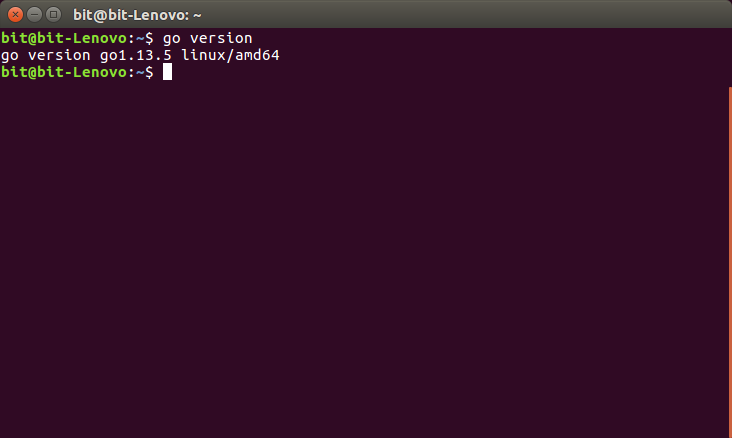 bit@bit-Lenovo: ~
bit@bit-Lenovo:~$ go version
go version go1.13.5 linux/amd64
bit@bit-Lenovo:~$